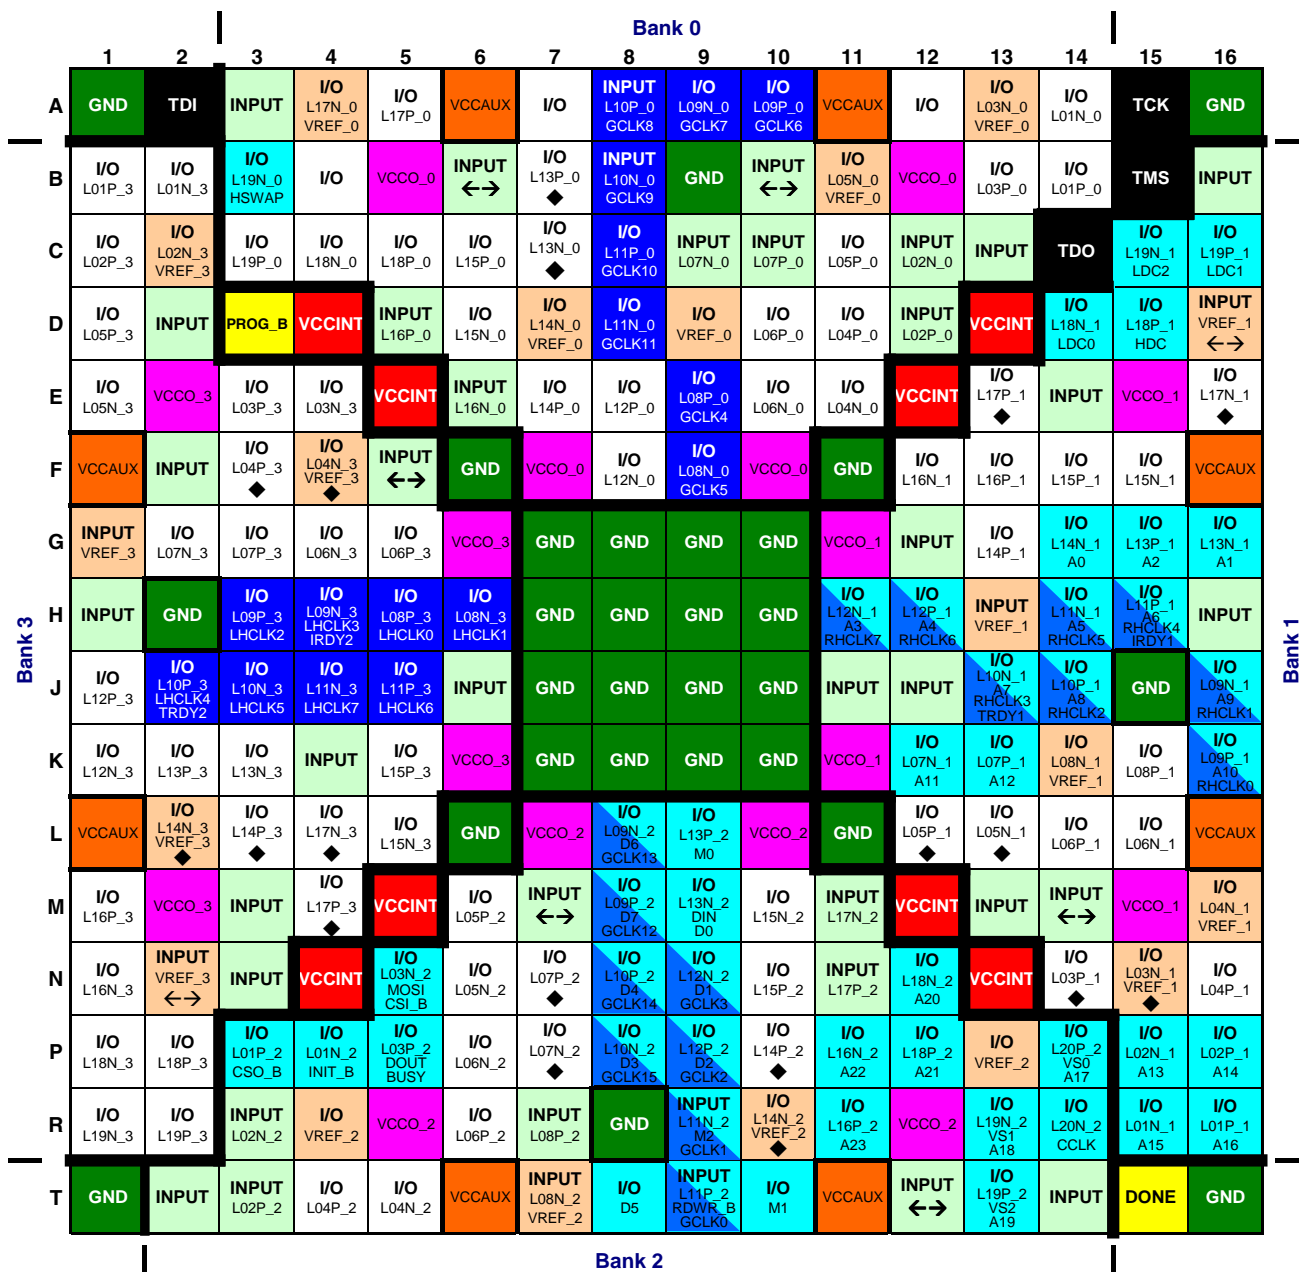 Bank 0
1 2 3 4 5 6 7 8 9 10 11 12 13 14 15 16
A
GND
TDI
INPUT
I/O
L17N_0
VREF_0
I/O
L17P_0
VCCAUX
I/O
INPUT
L10P_0
GCLK8
I/O
L09N_0
GCLK7
I/O
L09P_0
GCLK6
VCCAUX
I/O
I/O
L03N_0
VREF_0
I/O
L01N_0
TCK
GND
B
I/O
L01P_3
I/O
L01N_3
I/O
L19N_0
HSWAP
I/O
VCCO_0
INPUT
←→
I/O
L13P_0
◆
INPUT
L10N_0
GCLK9
GND
INPUT
←→
I/O
L05N_0
VREF_0
VCCO_0
I/O
L03P_0
I/O
L01P_0
TMS
INPUT
C
I/O
L02P_3
I/O
L02N_3
VREF_3
I/O
L19P_0
I/O
L18N_0
I/O
L18P_0
I/O
L15P_0
I/O
L13N_0
◆
I/O
L11P_0
GCLK10
INPUT
L07N_0
INPUT
L07P_0
I/O
L05P_0
INPUT
L02N_0
INPUT
TDO
I/O
L19N_1
LDC2
I/O
L19P_1
LDC1
D
I/O
L05P_3
INPUT
PROG_B
VCCINT
INPUT
L16P_0
I/O
L15N_0
I/O
L14N_0
VREF_0
I/O
L11N_0
GCLK11
I/O
VREF_0
I/O
L06P_0
I/O
L04P_0
INPUT
L02P_0
VCCINT
I/O
L18N_1
LDC0
I/O
L18P_1
HDC
INPUT
VREF_1
←→
E
I/O
L05N_3
VCCO_3
I/O
L03P_3
I/O
L03N_3
VCCINT
INPUT
L16N_0
I/O
L14P_0
I/O
L12P_0
I/O
L08P_0
GCLK4
I/O
L06N_0
I/O
L04N_0
VCCINT
I/O
L17P_1
◆
INPUT
VCCO_1
I/O
L17N_1
◆
F
VCCAUX
INPUT
I/O
L04P_3
◆
I/O
L04N_3
VREF_3
◆
INPUT
←→
GND
VCCO_0
I/O
L12N_0
I/O
L08N_0
GCLK5
VCCO_0
GND
I/O
L16N_1
I/O
L16P_1
I/O
L15P_1
I/O
L15N_1
VCCAUX
G
INPUT
VREF_3
I/O
L07N_3
I/O
L07P_3
I/O
L06N_3
I/O
L06P_3
VCCO_3
GND
GND
GND
GND
VCCO_1
INPUT
I/O
L14P_1
I/O
L14N_1
A0
I/O
L13P_1
A2
I/O
L13N_1
A1
Bank 3
H
INPUT
GND
I/O
L09P_3
LHCLK2
I/O
L09N_3
LHCLK3
IRDY2
I/O
L08P_3
LHCLK0
I/O
L08N_3
LHCLK1
GND
GND
GND
GND
I/O
L12N_1
A3
RHCLK7
I/O
L12P_1
A4
RHCLK6
INPUT
VREF_1
I/O
L11N_1
A5
RHCLK5
I/O
L11P_1
A6
RHCLK4
IRDY1
INPUT
Bank 1
J
I/O
L12P_3
I/O
L10P_3
LHCLK4
TRDY2
I/O
L10N_3
LHCLK5
I/O
L11N_3
LHCLK7
I/O
L11P_3
LHCLK6
INPUT
GND
GND
GND
GND
INPUT
INPUT
I/O
L10N_1
A7
RHCLK3
TRDY1
I/O
L10P_1
A8
RHCLK2
GND
I/O
L09N_1
A9
RHCLK1
K
I/O
L12N_3
I/O
L13P_3
I/O
L13N_3
INPUT
I/O
L15P_3
VCCO_3
GND
GND
GND
GND
VCCO_1
I/O
L07N_1
A11
I/O
L07P_1
A12
I/O
L08N_1
VREF_1
I/O
L08P_1
I/O
L09P_1
A10
RHCLK0
L
VCCAUX
I/O
L14N_3
VREF_3
◆
I/O
L14P_3
◆
I/O
L17N_3
◆
I/O
L15N_3
GND
VCCO_2
I/O
L09N_2
D6
GCLK13
I/O
L13P_2
M0
VCCO_2
GND
I/O
L05P_1
◆
I/O
L05N_1
◆
I/O
L06P_1
I/O
L06N_1
VCCAUX
M
I/O
L16P_3
VCCO_3
INPUT
I/O
L17P_3
◆
VCCINT
I/O
L05P_2
INPUT
←→
I/O
L09P_2
D7
GCLK12
I/O
L13N_2
DIN
D0
I/O
L15N_2
INPUT
L17N_2
VCCINT
INPUT
INPUT
←→
VCCO_1
I/O
L04N_1
VREF_1
N
I/O
L16N_3
INPUT
VREF_3
←→
INPUT
VCCINT
I/O
L03N_2
MOSI
CSI_B
I/O
L05N_2
I/O
L07P_2
◆
I/O
L10P_2
D4
GCLK14
I/O
L12N_2
D1
GCLK3
I/O
L15P_2
INPUT
L17P_2
I/O
L18N_2
A20
VCCINT
I/O
L03P_1
◆
I/O
L03N_1
VREF_1
◆
I/O
L04P_1
P
I/O
L18N_3
I/O
L18P_3
I/O
L01P_2
CSO_B
I/O
L01N_2
INIT_B
I/O
L03P_2
DOUT
BUSY
I/O
L06N_2
I/O
L07N_2
◆
I/O
L10N_2
D3
GCLK15
I/O
L12P_2
D2
GCLK2
I/O
L14P_2
◆
I/O
L16N_2
A22
I/O
L18P_2
A21
I/O
VREF_2
I/O
L20P_2
VS0
A17
I/O
L02N_1
A13
I/O
L02P_1
A14
R
I/O
L19N_3
I/O
L19P_3
INPUT
L02N_2
I/O
VREF_2
VCCO_2
I/O
L06P_2
INPUT
L08P_2
GND
INPUT
L11N_2
M2
GCLK1
I/O
L14N_2
VREF_2
◆
I/O
L16P_2
A23
VCCO_2
I/O
L19N_2
VS1
A18
I/O
L20N_2
CCLK
I/O
L01N_1
A15
I/O
L01P_1
A16
T
GND
INPUT
INPUT
L02P_2
I/O
L04P_2
I/O
L04N_2
VCCAUX
INPUT
L08N_2
VREF_2
I/O
D5
INPUT
L11P_2
RDWR_B
GCLK0
I/O
M1
VCCAUX
INPUT
←→
I/O
L19P_2
VS2
A19
INPUT
DONE
GND
Bank 2